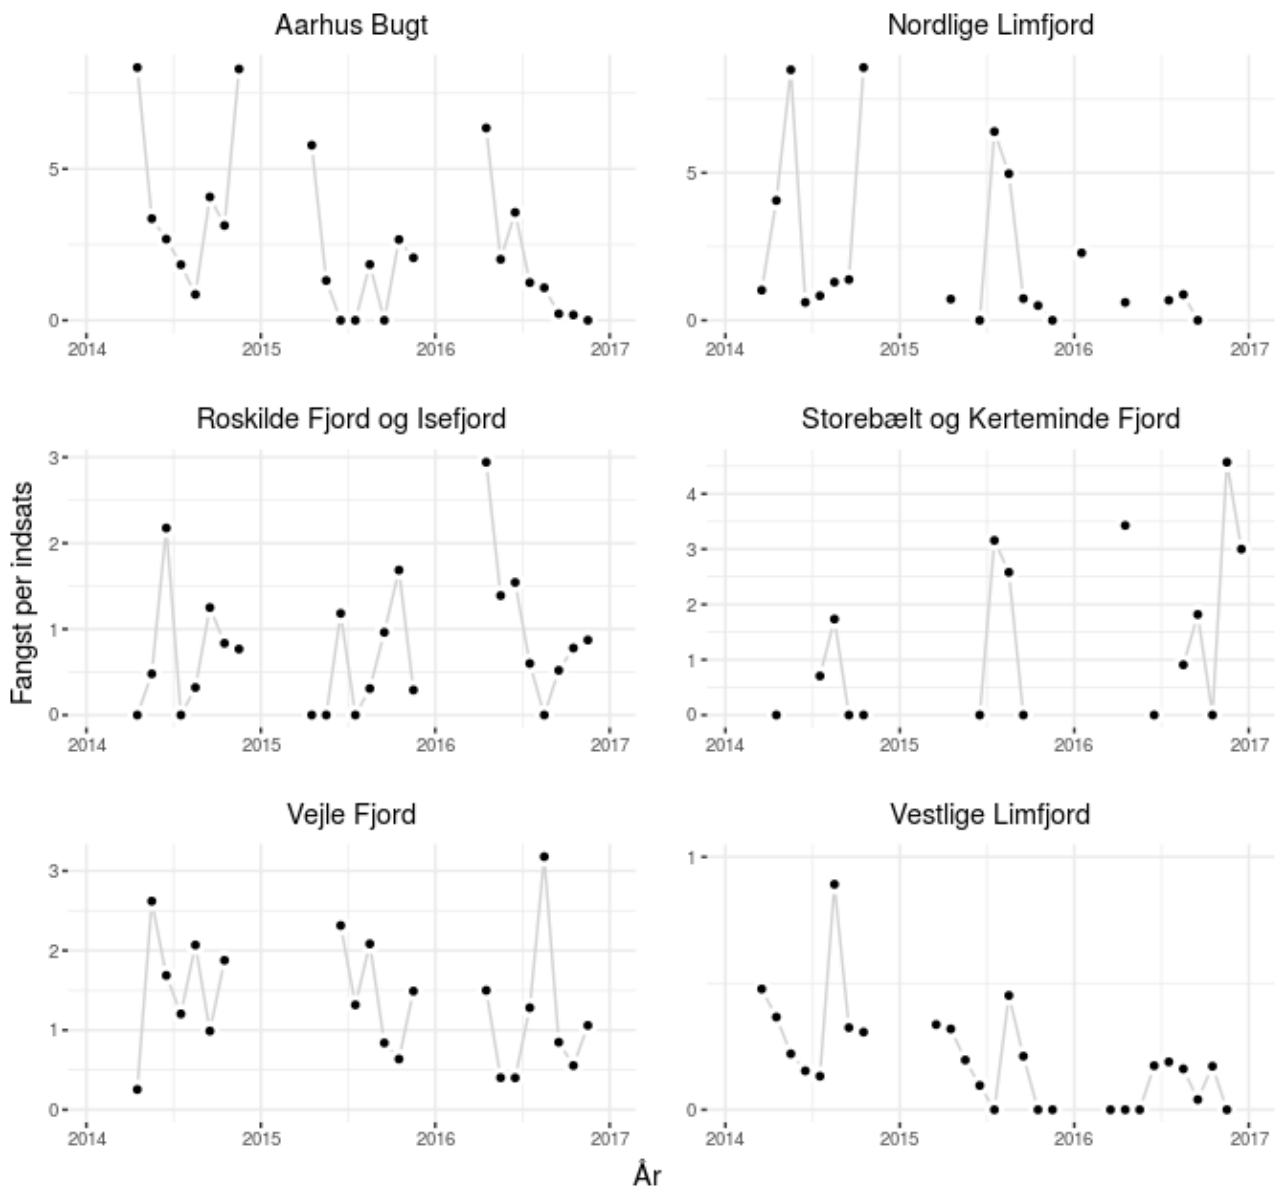 Aarhus Bugt
Nordlige Limfjord
5
0
2014 2015 2016 2017
5
0
2014 2015 2016 2017
Fangst per indsats
Roskilde Fjord og Isefjord
Storebælt og Kerteminde Fjord
3
2
1
0
2014 2015 2016 2017
4
3
2
1
0
2014 2015 2016 2017
Vejle Fjord
Vestlige Limfjord
3
2
1
0
2014 2015 2016 2017
1
0
2014 2015 2016 2017
År